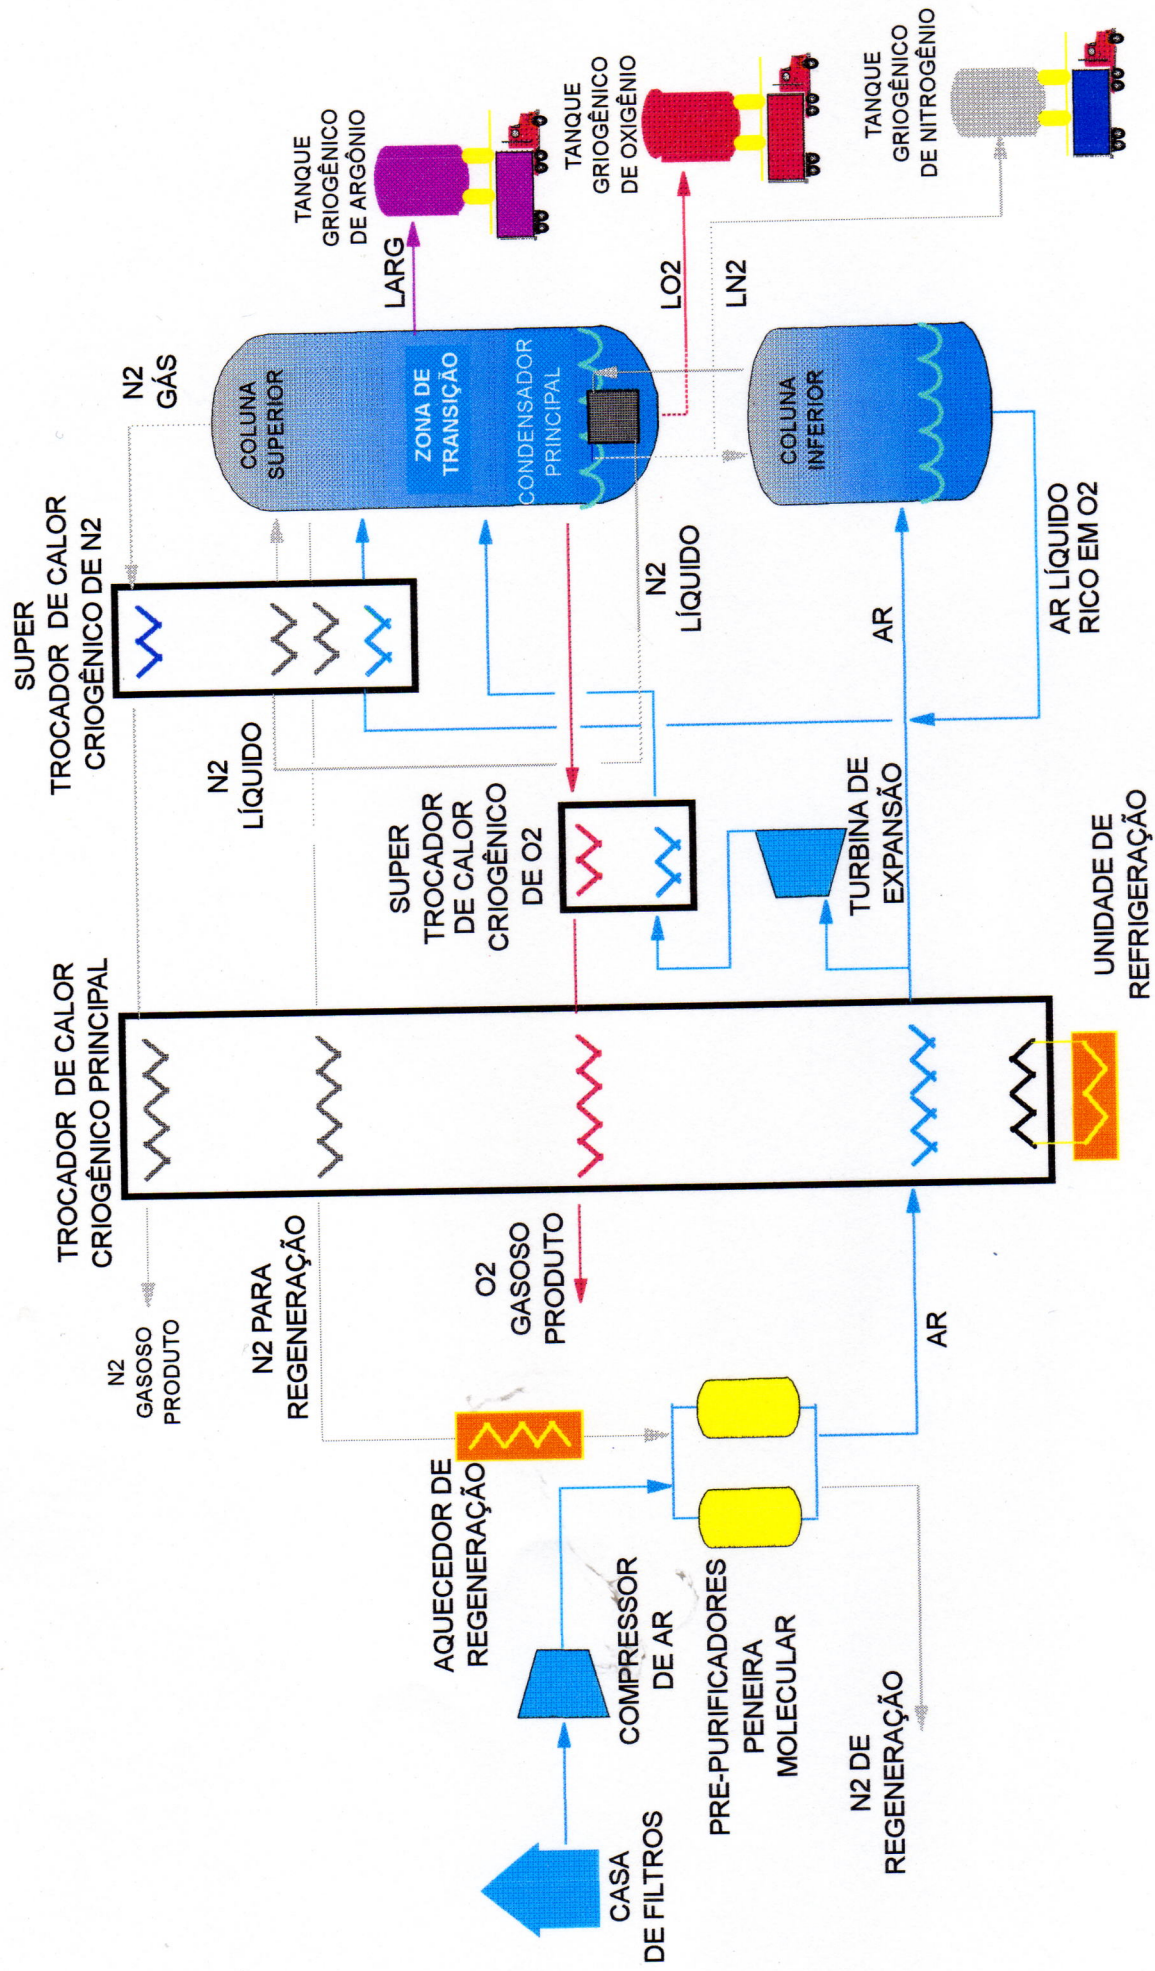 CASA
DE FILTROS
COMPRESSOR
DE AR
AQUECEDOR DE
REGENERAÇÃO
PRE-PURIFICADORES
PENEIRA
MOLECULAR
N2 DE
REGENERAÇÃO
N2
GASOSO
PRODUTO
N2 PARA
REGENERAÇÃO
O2
GASOSO
PRODUTO
AR
TROCADOR DE CALOR
CRIOGÊNICO PRINCIPAL
UNIDADE DE
REFRIGERAÇÃO
SUPER
TROCADOR DE CALOR
CRIOGÊNICO DE N2
N2
LÍQUIDO
SUPER
TROCADOR
DE CALOR
CRIOGÊNICO
DE O2
TURBINA DE
EXPANSÃO
N2
LÍQUIDO
AR
AR LÍQUIDO
RICO EM O2
N2
GÁS
COLUNA
SUPERIOR
ZONA DE
TRANSIÇÃO
CONDENSADOR
PRINCIPAL
COLUNA
INFERIOR
LARG
LO2
LN2
TANQUE
GRIOGÊNICO
DE ARGÔNIO
TANQUE
GRIOGÊNICO
DE OXIGÊNIO
TANQUE
GRIOGÊNICO
DE NITROGÊNIO